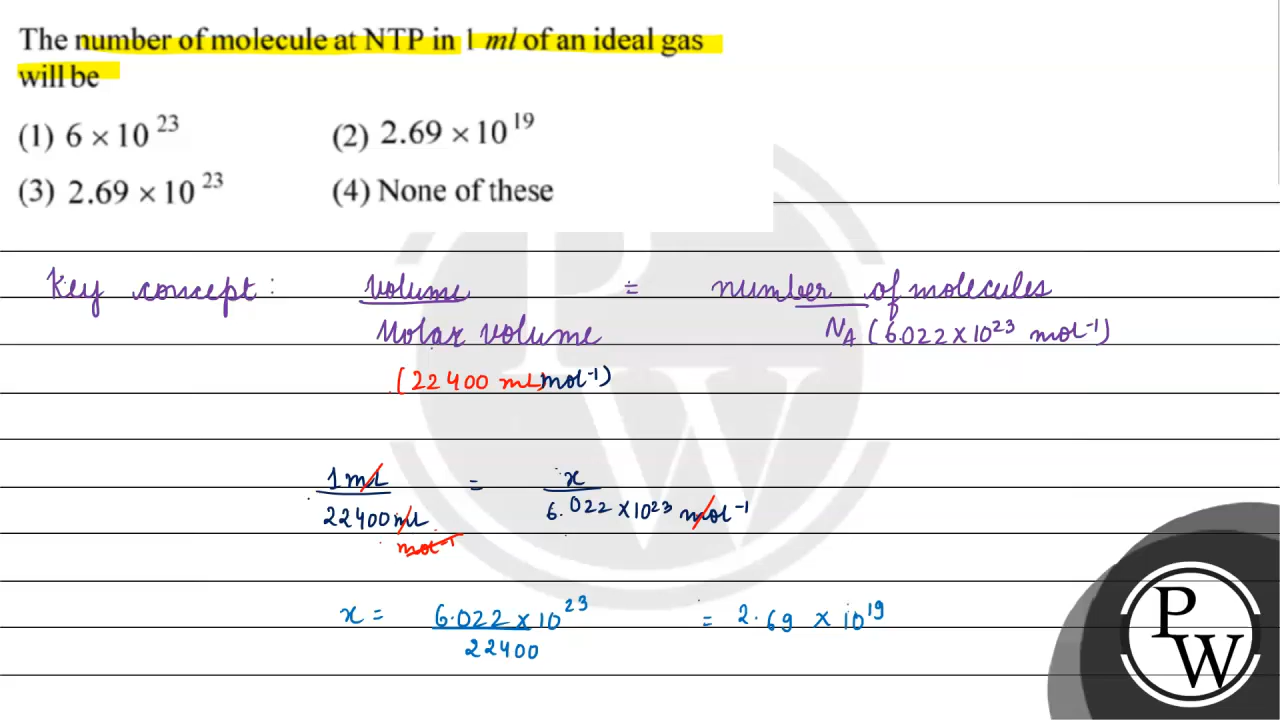 The number of molecule at NTP in 1 ml of an ideal gas
will be
(1) 6 × 10 ²³ (2) 2.69 × 10 ¹⁹
(3) 2.69 × 10 ²³ (4) None of these
Key concept : volume = number of molecules
Molar volume N_A (6.022 × 10²³ mol⁻¹)
(22400 mL mol⁻¹)
1 mL = x
22400 mL 6.022 × 10²³ mol⁻¹
mol⁻¹
x = 6.022 × 10²³ = 2.69 × 10¹⁹
22400
P
W